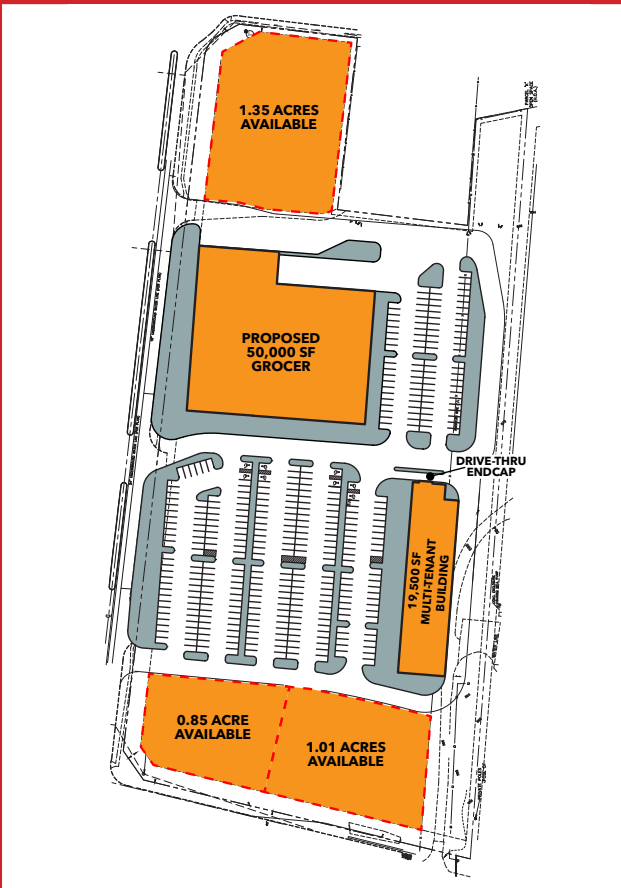 1.35 ACRES
AVAILABLE
PROPOSED
50,000 SF
GROCER
DRIVE-THRU
ENDCAP
19,500 SF
MULTI-TENANT
BUILDING
0.85 ACRE
AVAILABLE
1.01 ACRES
AVAILABLE